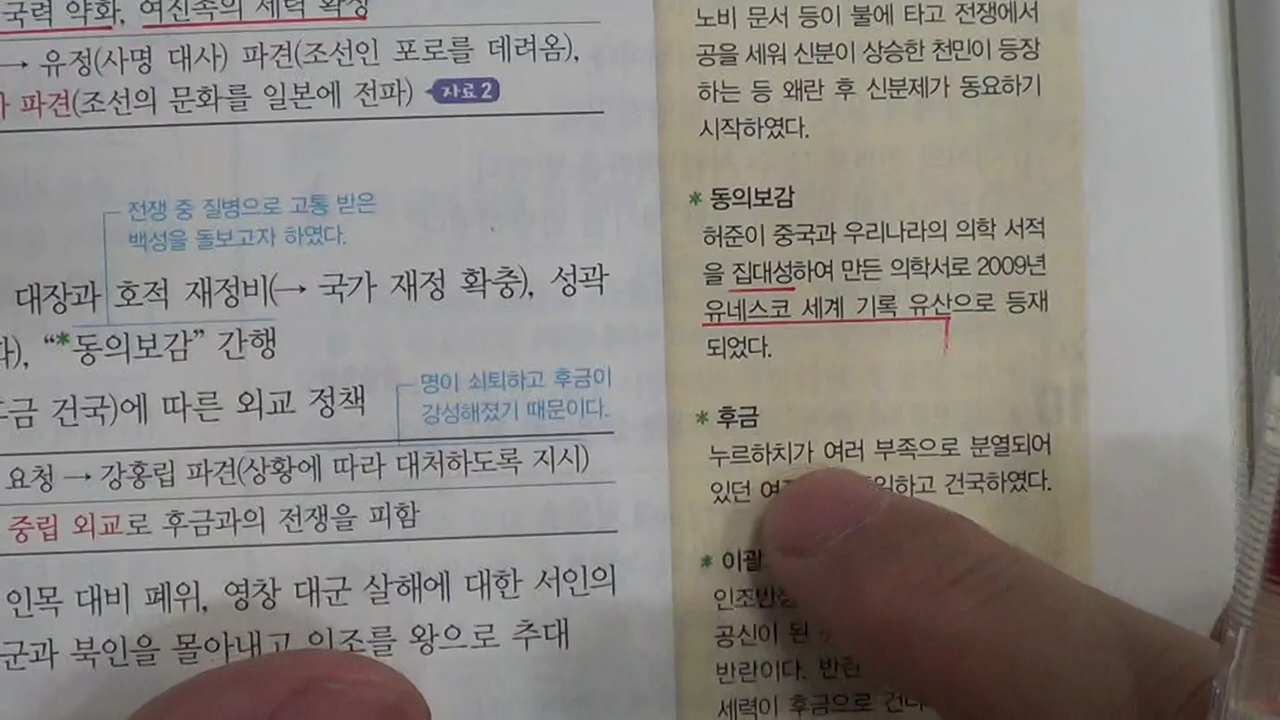 국력 약화, 여진족의 세력 확장
→ 유정(사명 대사) 파견(조선인 포로를 데려옴),
파견(조선의 문화를 일본에 전파) 자료 2
전쟁 중 질병으로 고통 받은
백성을 돌보고자 하였다.
대장과 호적 재정비(→ 국가 재정 확충), 성곽
"*동의보감" 간행
건국)에 따른 외교 정책
명이 쇠퇴하고 후금이
강성해졌기 때문이다.
요청 → 강홍립 파견(상황에 따라 대처하도록 지시)
중립 외교로 후금과의 전쟁을 피함
인목 대비 폐위, 영창 대군 살해에 대한 서인의
북인을 몰아내고 인조를 왕으로 추대
노비 문서 등이 불에 타고 전쟁에서
공을 세워 신분이 상승한 천민이 등장
하는 등 왜란 후 신분제가 동요하기
시작하였다.
* 동의보감
허준이 중국과 우리나라의 의학 서적
을 집대성하여 만든 의학서로 2009년
유네스코 세계 기록 유산으로 등재
되었다.
* 후금
누르하치가 여러 부족으로 분열되어
있던 건국하였다.
* 이괄
인조반정
공신이 된
반란이다. 반란
세력이 후금으로